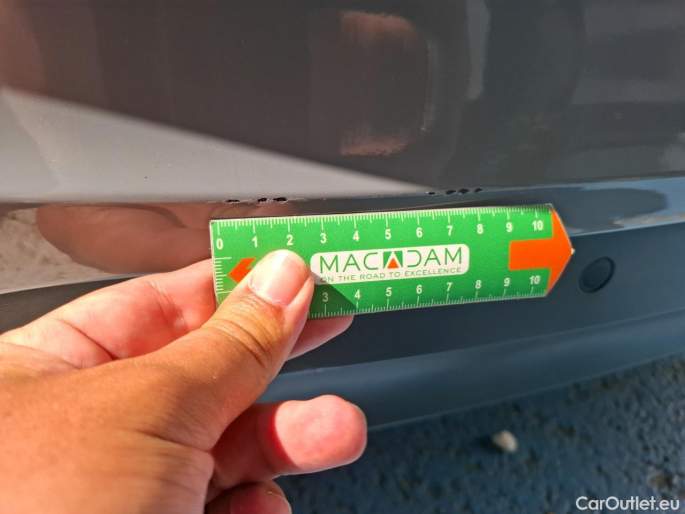 0 1 2 3 4 5 6 7 8 9 10
MACADAM
ON THE ROAD TO EXCELLENCE
3 4 5 6 7 8 9 10
CarOutlet.eu